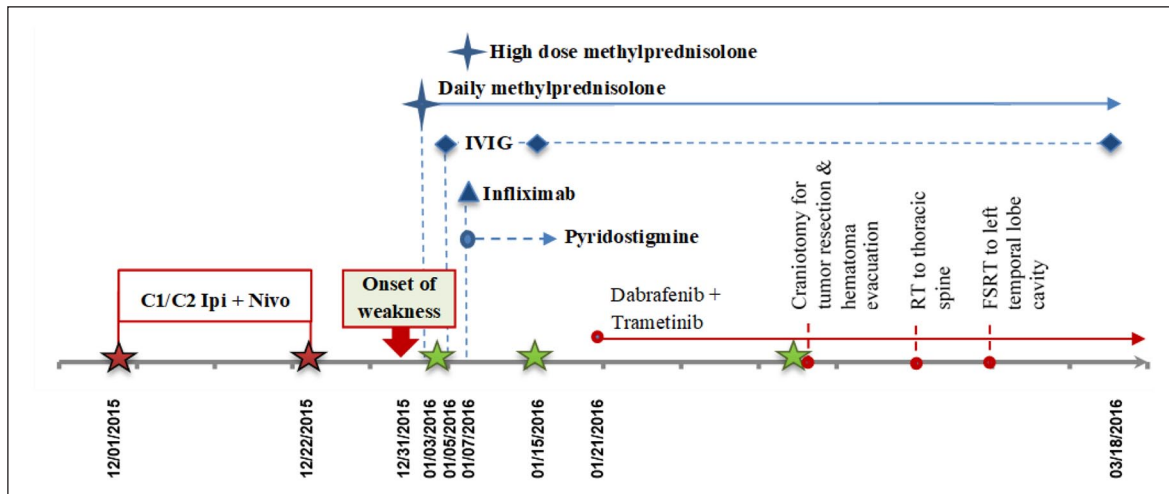 High dose methylprednisolone
Daily methylprednisolone
IVIG
Infliximab
Pyridostigmine
C1/C2 Ipi + Nivo
Onset of
weakness
Dabrafenib +
Trametinib
Craniotomy for
tumor resection &
hematoma
evacuation
RT to thoracic
spine
FSRT to left
temporal lobe
cavity
12/01/2015
12/22/2015
12/31/2015
01/03/2016
01/05/2016
01/07/2016
01/15/2016
01/21/2016
03/18/2016